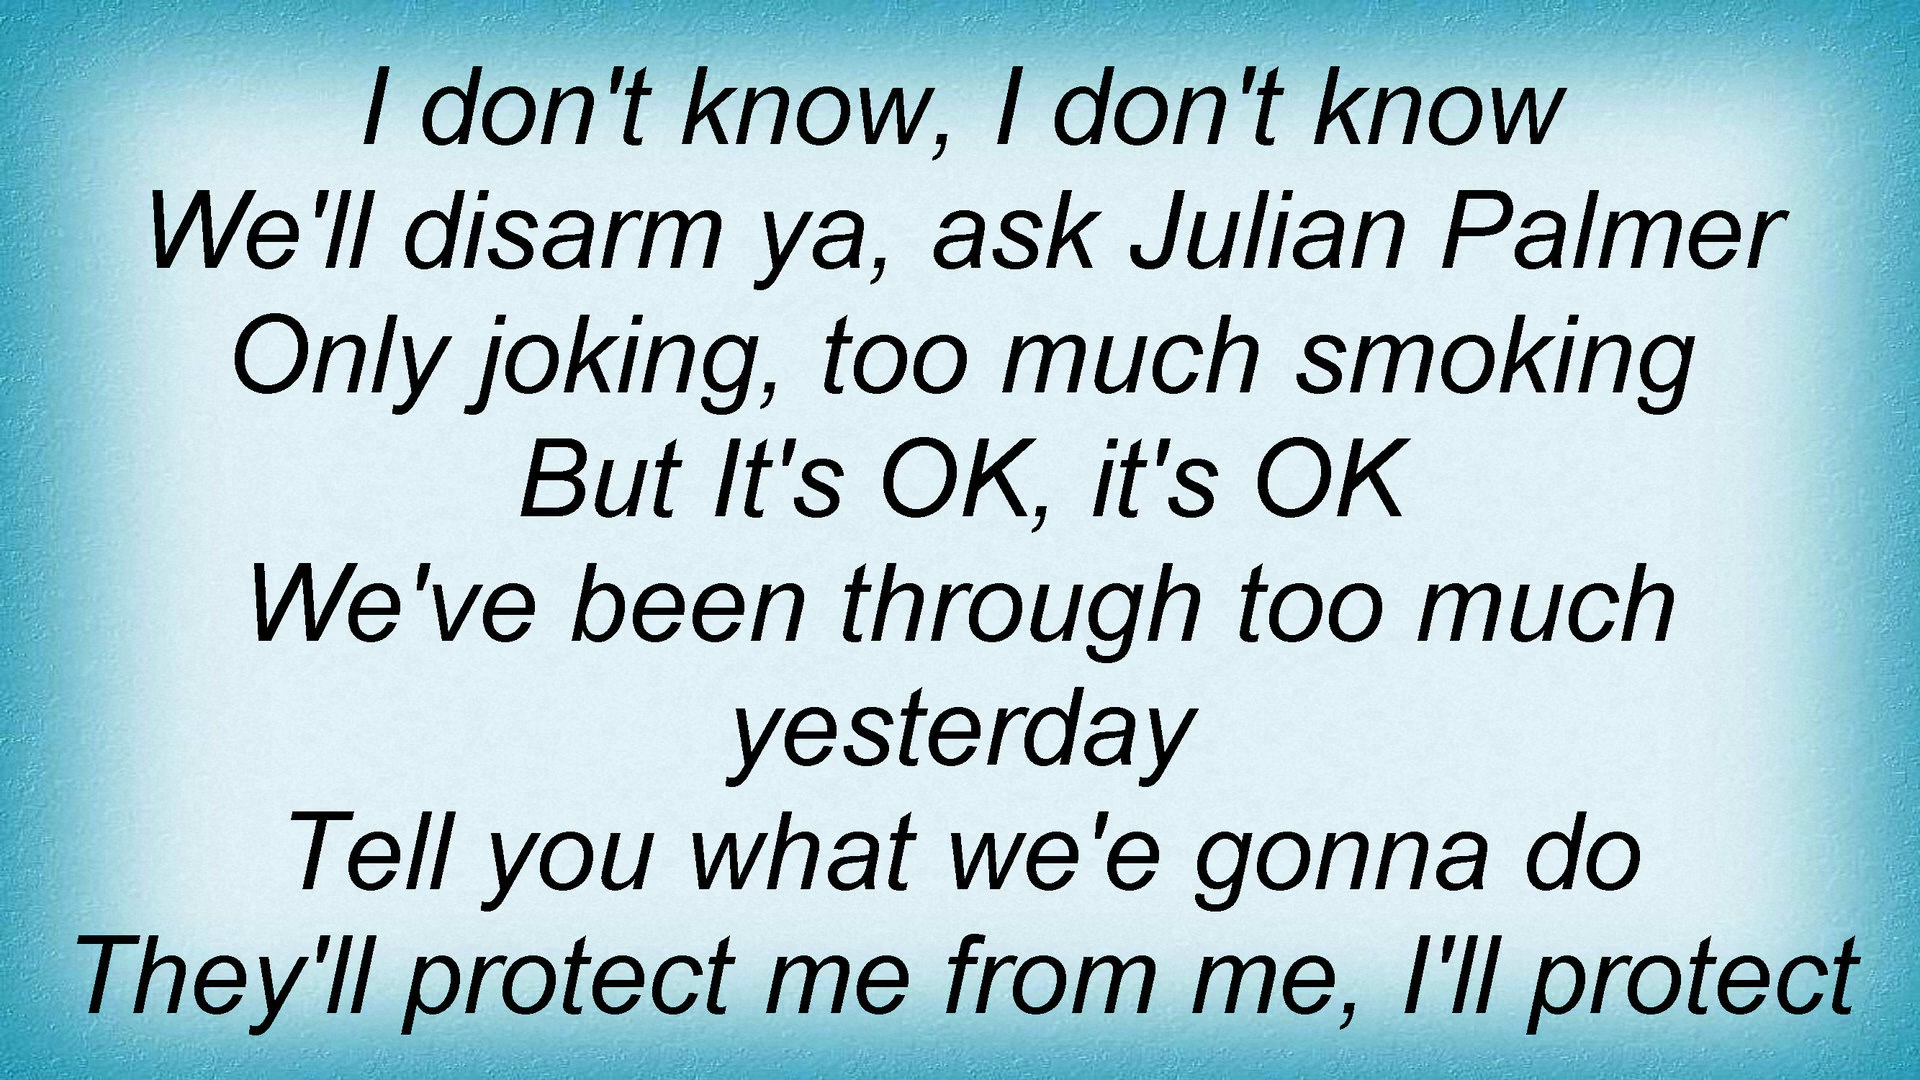 I don't know, I don't know
We'll disarm ya, ask Julian Palmer
Only joking, too much smoking
But It's OK, it's OK
We've been through too much
yesterday
Tell you what we'e gonna do
They'll protect me from me, I'll protect